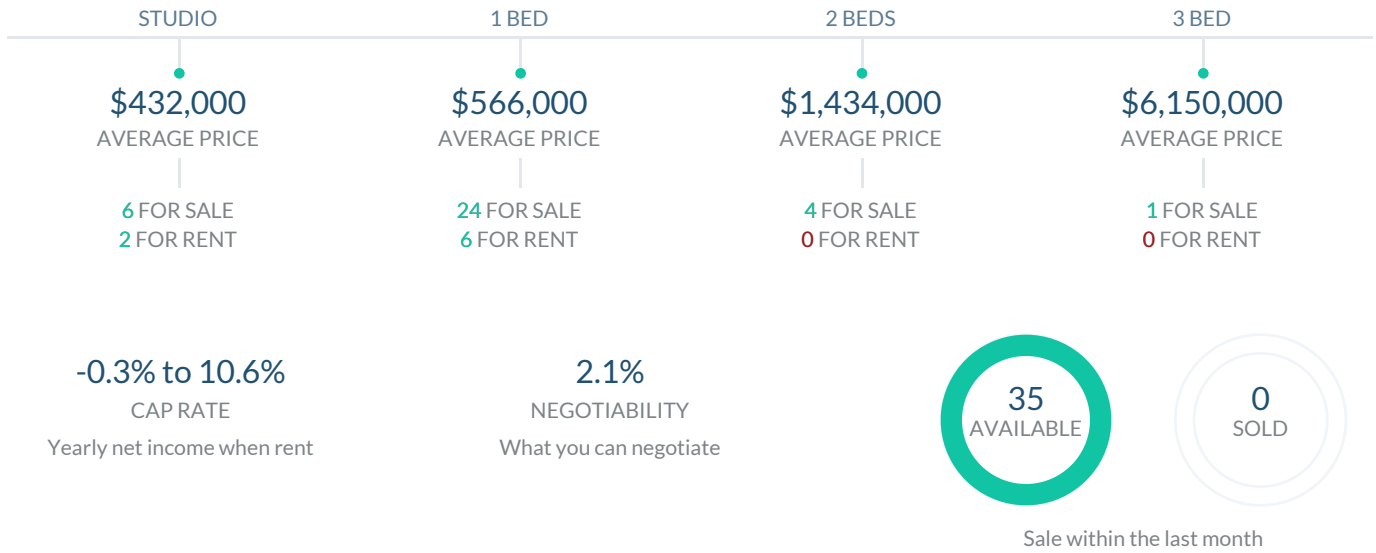 STUDIO
1 BED
2 BEDS
3 BED
$432,000
$566,000
$1,434,000
$6,150,000
AVERAGE PRICE
AVERAGE PRICE
AVERAGE PRICE
AVERAGE PRICE
6 FOR SALE
24 FOR SALE
4 FOR SALE
1 FOR SALE
2 FOR RENT
6 FOR RENT
0 FOR RENT
0 FOR RENT
-0.3% to 10.6%
CAP RATE
Yearly net income when rent
2.1%
NEGOTIABILITY
What you can negotiate
35
AVAILABLE
0
SOLD
Sale within the last month